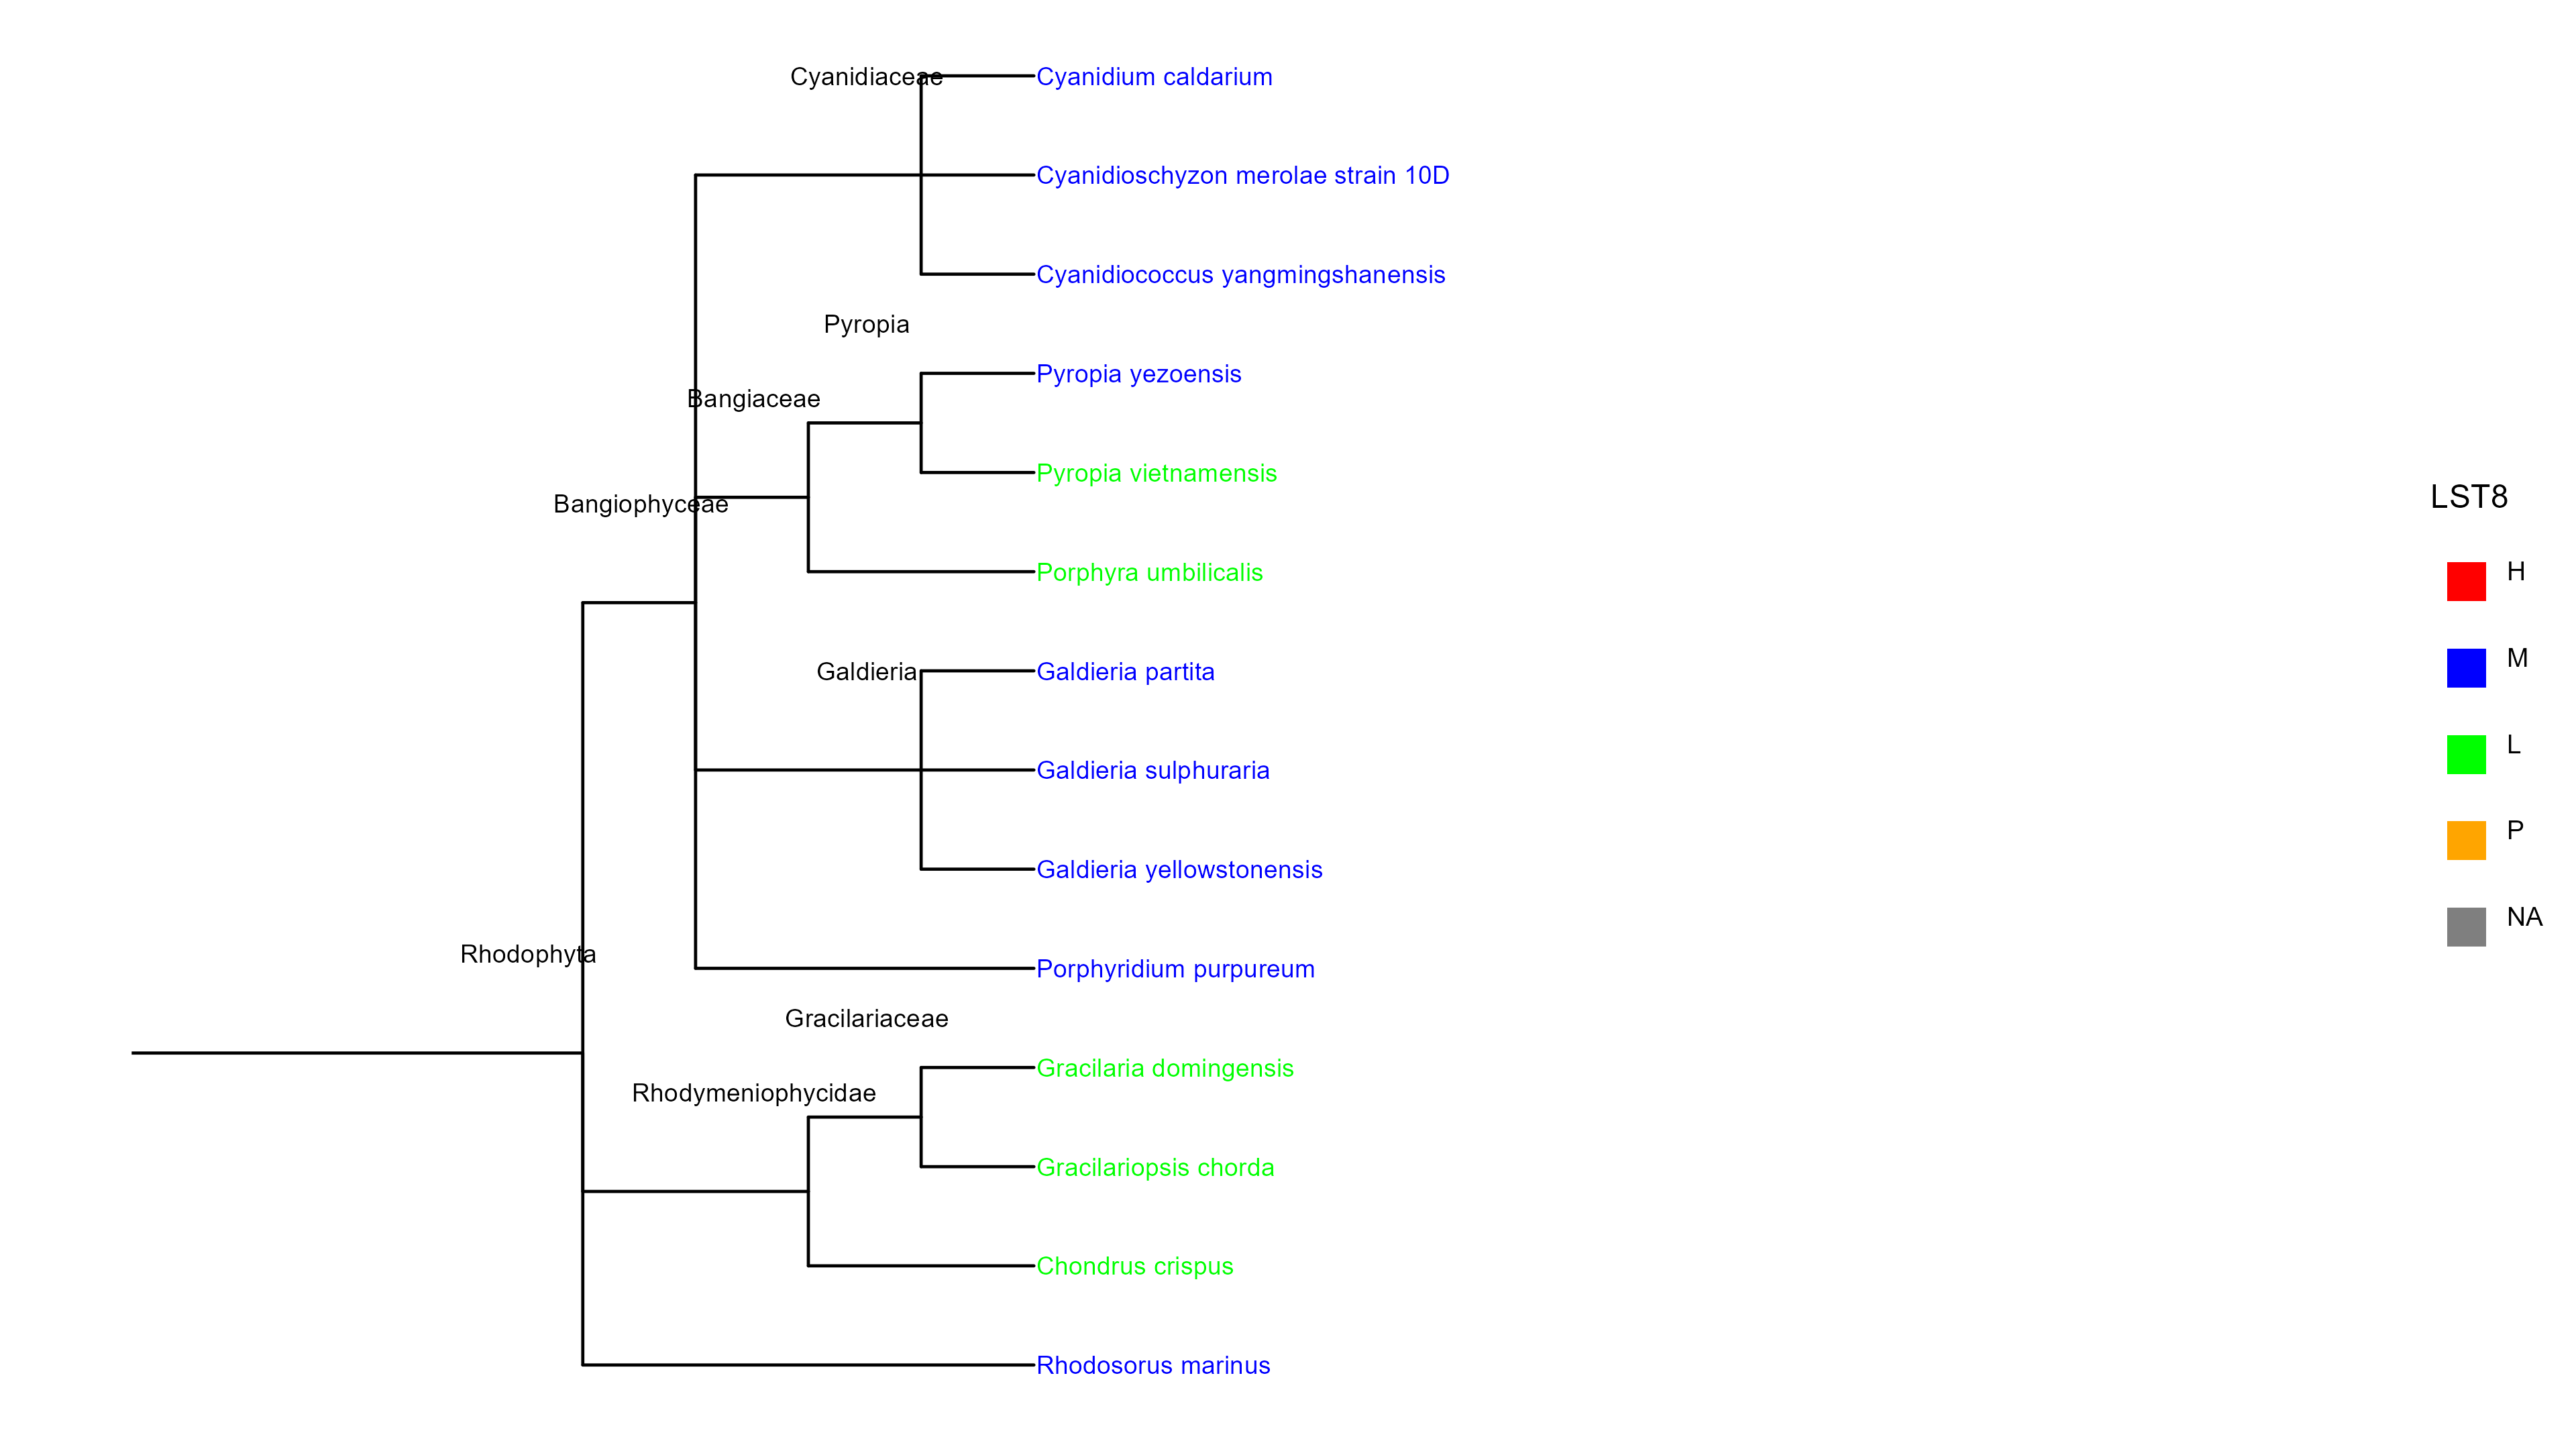 Cyanidiaceae
Cyanidium caldarium
Cyanidioschyzon merolae strain 10D
Cyanidiococcus yangmingshanensis
Pyropia
Pyropia yezoensis
Bangiaceae
Pyropia vietnamensis
Bangiophyceae
Porphyra umbilicalis
Galdieria
Galdieria partita
Galdieria sulphuraria
Galdieria yellowstonensis
Rhodophyta
Porphyridium purpureum
Gracilariaceae
Gracilaria domingensis
Rhodymeniophycidae
Gracilariopsis chorda
Chondrus crispus
Rhodosorus marinus
LST8
H
M
L
P
NA